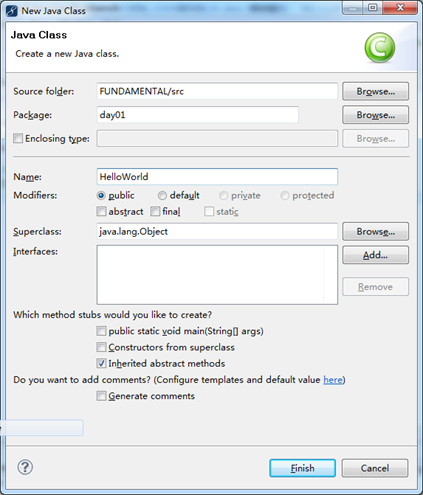 New Java Class
Java Class
Create a new Java class.
Source folder: FUNDAMENTAL/src Browse...
Package: day01 Browse...
Enclosing type: Browse...
Name: HelloWorld
Modifiers: public default private protected
abstract final static
Superclass: java.lang.Object Browse...
Interfaces: Add...
Remove
Which method stubs would you like to create?
public static void main(String[] args)
Constructors from superclass
Inherited abstract methods
Do you want to add comments? (Configure templates and default value here)
Generate comments
Finish Cancel